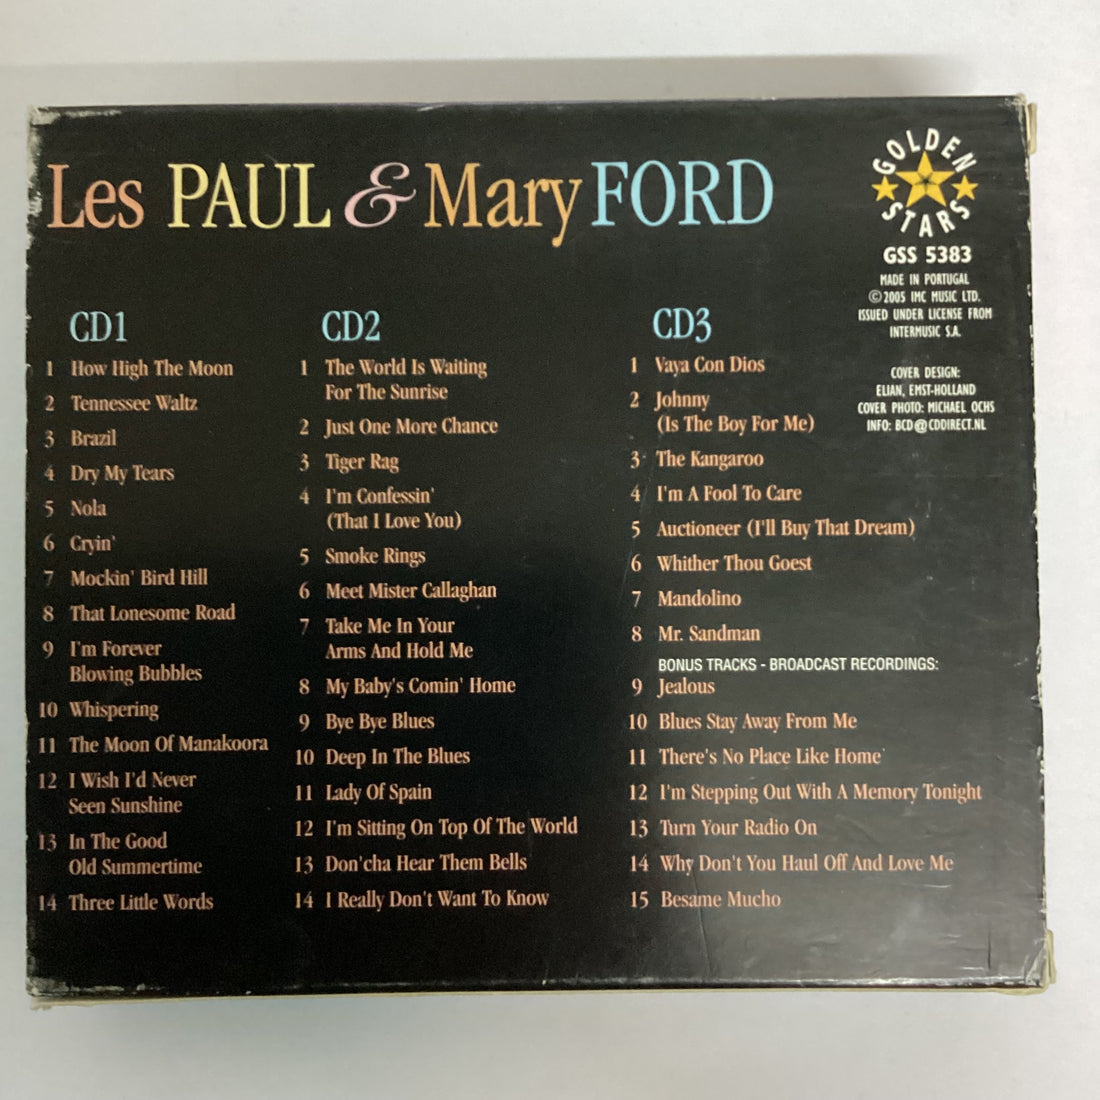 Les PAUL & Mary FORD
GOLDEN
STARS
GSS 5383
MADE IN PORTUGAL
©2005 IMC MUSIC LTD.
ISSUED UNDER LICENSE FROM
INTERMUSIC S.A.
COVER DESIGN:
ELIAN, EMST-HOLLAND
COVER PHOTO: MICHAEL OCHS
INFO: BCD@CDDIRECT.NL
CD1
1 How High The Moon
2 Tennessee Waltz
3 Brazil
4 Dry My Tears
5 Nola
6 Cryin'
7 Mockin' Bird Hill
8 That Lonesome Road
9 I'm Forever
Blowing Bubbles
10 Whispering
11 The Moon Of Manakoora
12 I Wish I'd Never
Seen Sunshine
13 In The Good
Old Summertime
14 Three Little Words
CD2
1 The World Is Waiting
For The Sunrise
2 Just One More Chance
3 Tiger Rag
4 I'm Confessin'
(That I Love You)
5 Smoke Rings
6 Meet Mister Callaghan
7 Take Me In Your
Arms And Hold Me
8 My Baby's Comin' Home
9 Bye Bye Blues
10 Deep In The Blues
11 Lady Of Spain
12 I'm Sitting On Top Of The World
13 Don'cha Hear Them Bells
14 I Really Don't Want To Know
CD3
1 Vaya Con Dios
2 Johnny
(Is The Boy For Me)
3 The Kangaroo
4 I'm A Fool To Care
5 Auctioneer (I'll Buy That Dream)
6 Whither Thou Goest
7 Mandolino
8 Mr. Sandman
BONUS TRACKS - BROADCAST RECORDINGS:
9 Jealous
10 Blues Stay Away From Me
11 There's No Place Like Home
12 I'm Stepping Out With A Memory Tonight
13 Turn Your Radio On
14 Why Don't You Haul Off And Love Me
15 Besame Mucho